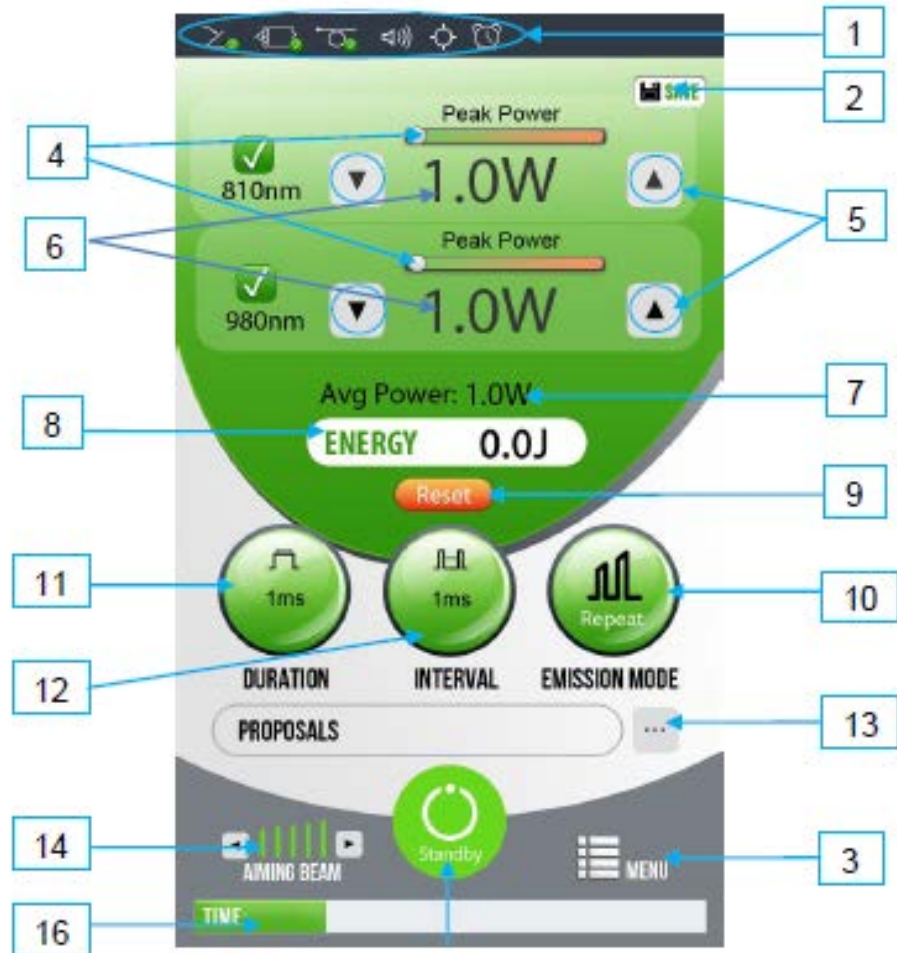 1
SAVE
2
Peak Power
4
810nm
▼
1.0W
▲
5
6
Peak Power
980nm
▼
1.0W
▲
Avg Power: 1.0W
7
8
ENERGY 0.0J
Reset
9
11
1ms
1ms
Repeat
10
12
DURATION
INTERVAL
EMISSION MODE
PROPOSALS
...
13
14
AIMING BEAM
Standby
MENU
3
16
TIME